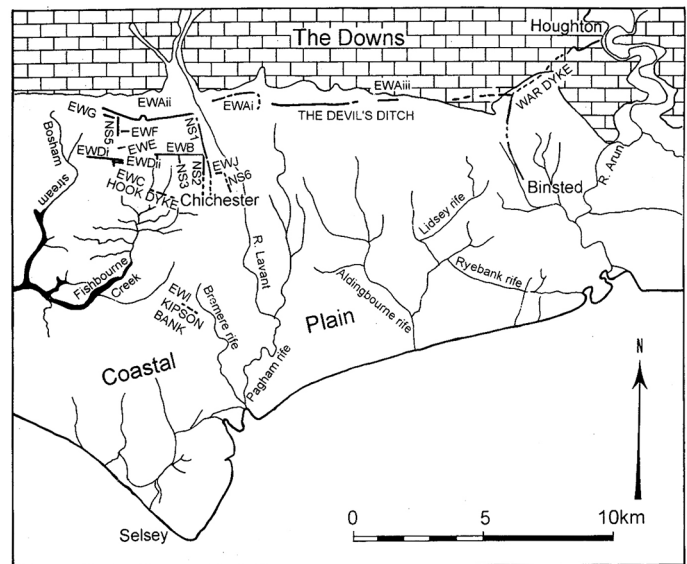 Houghton
The Downs
EWAiii
WAR DYKE
EWAii
EWAi
THE DEVIL'S DITCH
EWG
NS5
EWF
NS1
Bosham
stream
EWE
EWB
EWDi
EWDii
NS3
NS2
EWJ
NS6
EWC
HOOK DYKE
Chichester
R. Arun
Binsted
Lidsey rife
R. Lavant
Fishbourne
Creek
Ryebank rife
Aldingbourne rife
EWI
KIPSON
BANK
Bremere rife
Plain
Pagham rife
Coastal
N
Selsey
0 5 10km